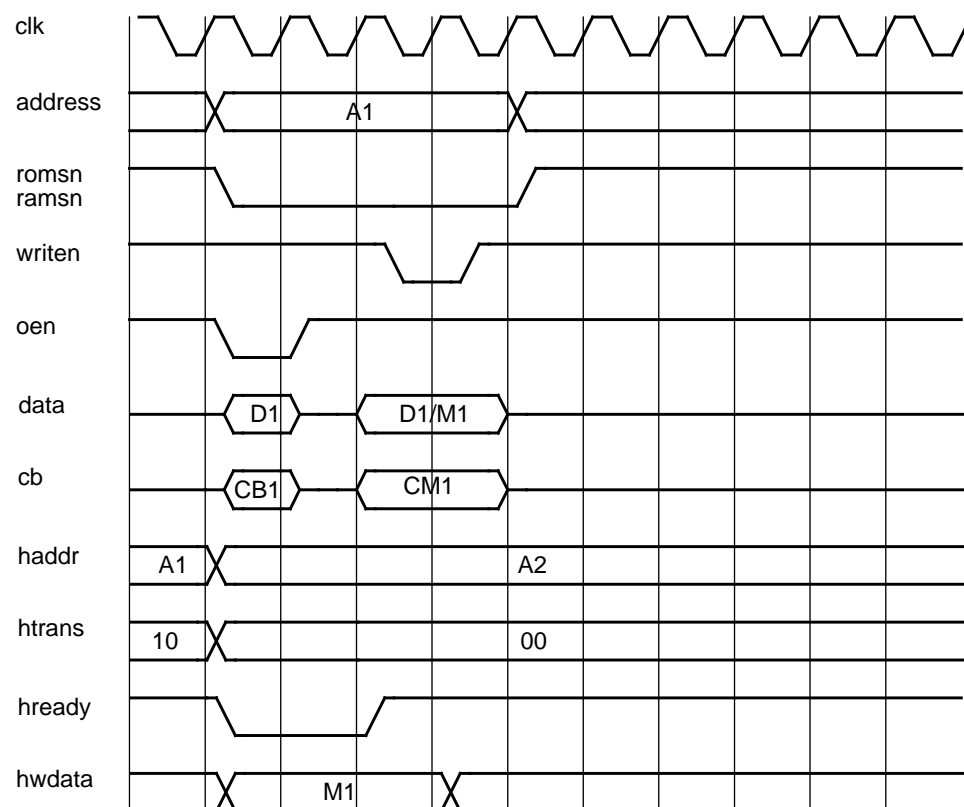 clk
address
A1
romsn
ramsn
writen
oen
data
D1
D1/M1
cb
CB1
CM1
haddr
A1
A2
htrans
10
00
hready
hwdata
M1